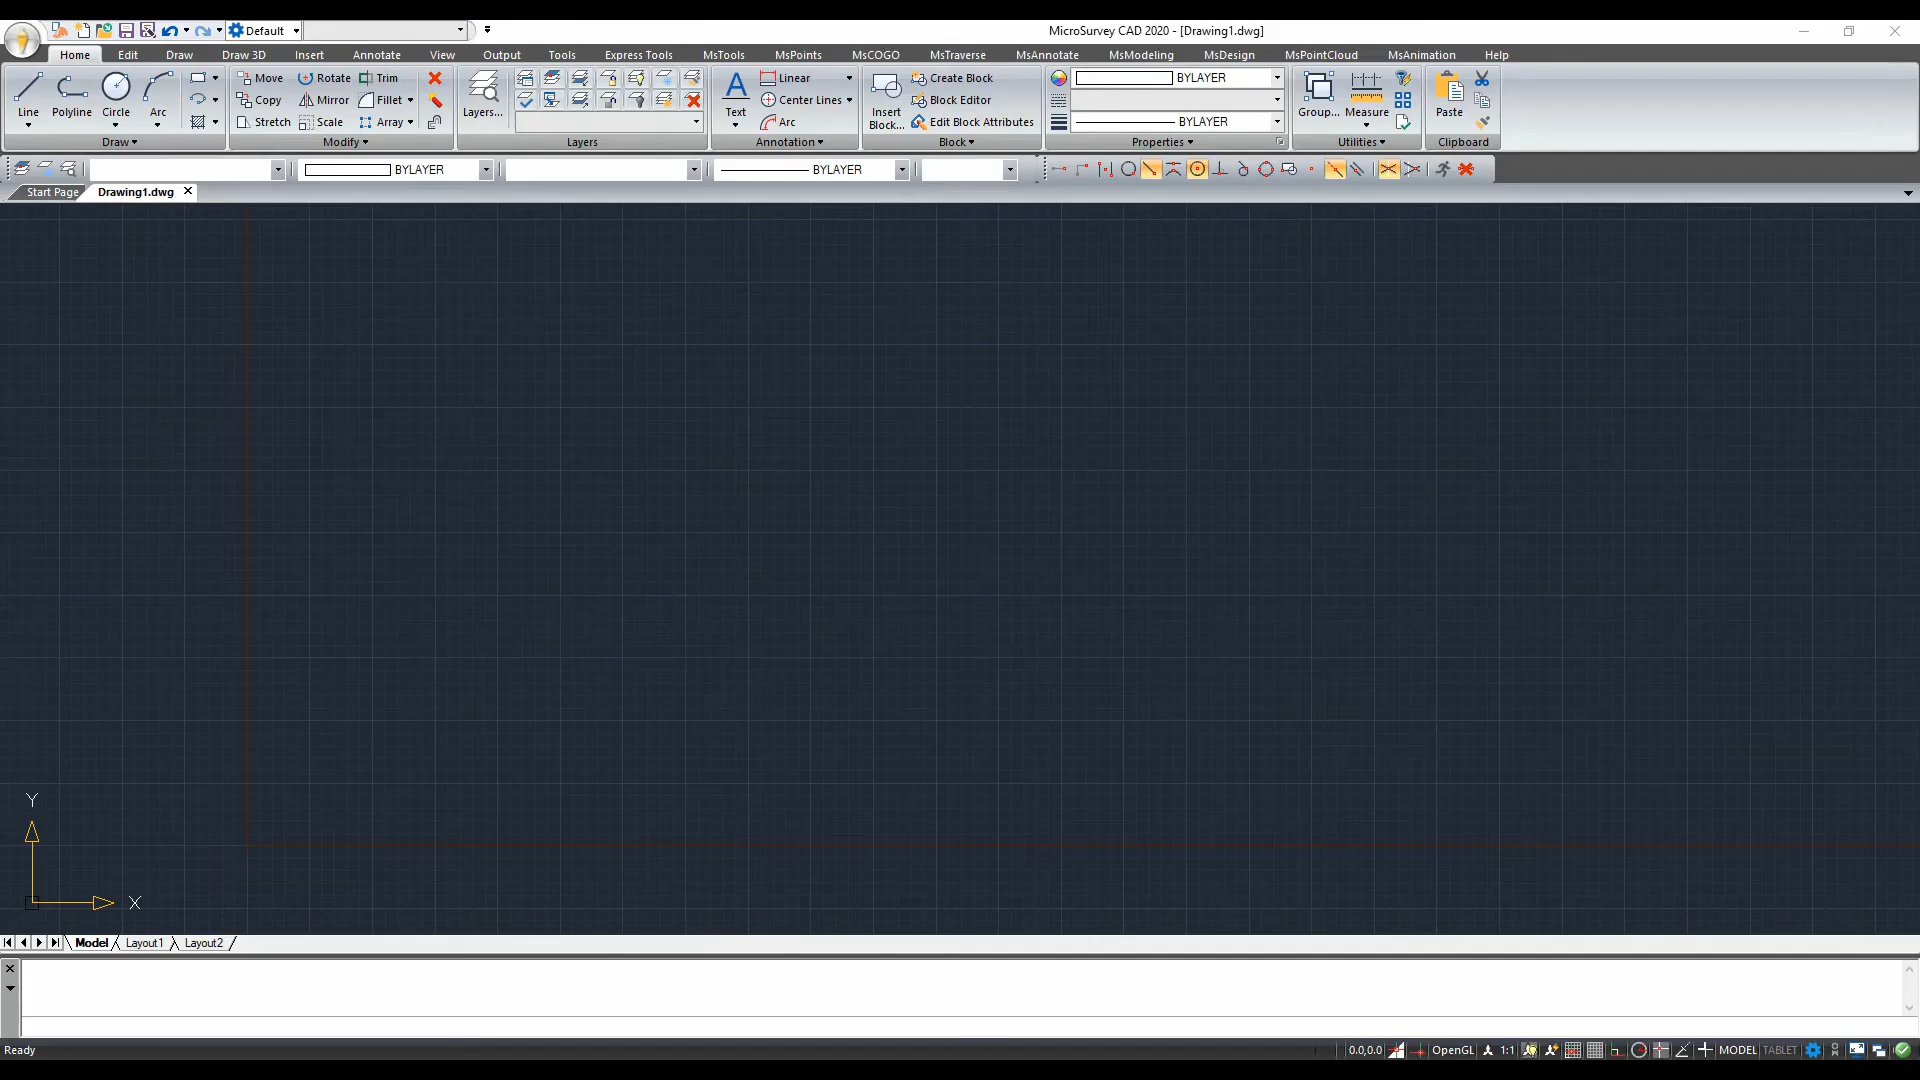 Default
MicroSurvey CAD 2020 - [Drawing1.dwg]
Home Edit Draw Draw 3D Insert Annotate View Output Tools Express Tools MsTools MsPoints MsCOGO MsTraverse MsAnnotate MsModeling MsDesign MsPointCloud MsAnimation Help
Line Polyline Circle Arc
Draw
Move Rotate Trim
Copy Mirror Fillet
Stretch Scale Array
Modify
Layers...
Layers
Text
Linear
Center Lines
Arc
Annotation
Insert
Block...
Create Block
Block Editor
Edit Block Attributes
Block
BYLAYER
BYLAYER
Properties
Group... Measure
Utilities
Paste
Clipboard
BYLAYER BYLAYER
Start Page Drawing1.dwg
Y
X
Model Layout1 Layout2
Ready
0.0,0.0 OpenGL 1:1 MODEL TABLET